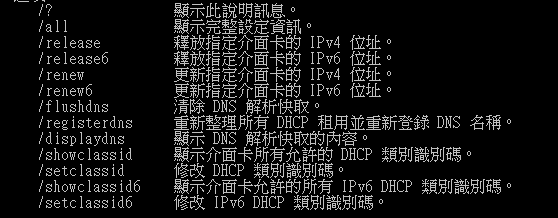 /? 顯示此說明訊息。
/all 顯示完整設定資訊。
/release 釋放指定介面卡的 IPv4 位址。
/release6 釋放指定介面卡的 IPv6 位址。
/renew 更新指定介面卡的 IPv4 位址。
/renew6 更新指定介面卡的 IPv6 位址。
/flushdns 清除 DNS 解析快取。
/registerdns 重新整理所有 DHCP 租用並重新登錄 DNS 名稱。
/displaydns 顯示 DNS 解析快取的內容。
/showclassid 顯示介面卡所有允許的 DHCP 類別識別碼。
/setclassid 修改 DHCP 類別識別碼。
/showclassid6 顯示介面卡允許的所有 IPv6 DHCP 類別識別碼。
/setclassid6 修改 IPv6 DHCP 類別識別碼。